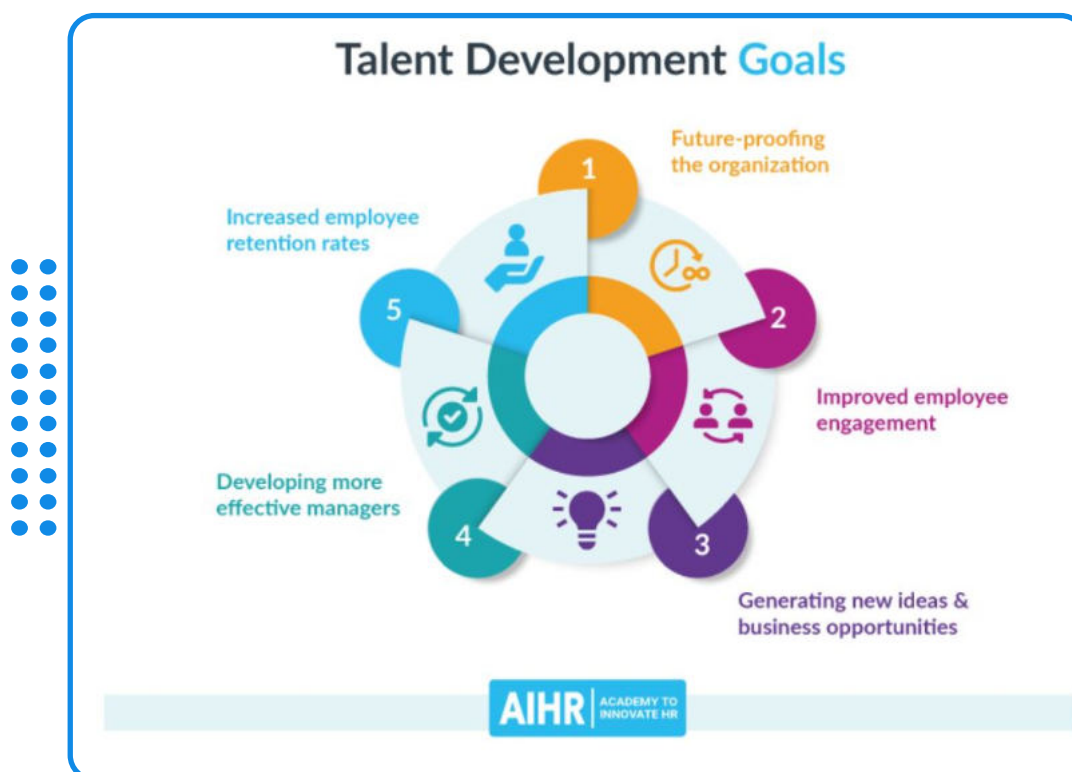 Talent Development Goals
1
Future-proofing
the organization
2
Improved employee
engagement
3
Generating new ideas &
business opportunities
4
Developing more
effective managers
5
Increased employee
retention rates
AIHR
ACADEMY TO
INNOVATE HR